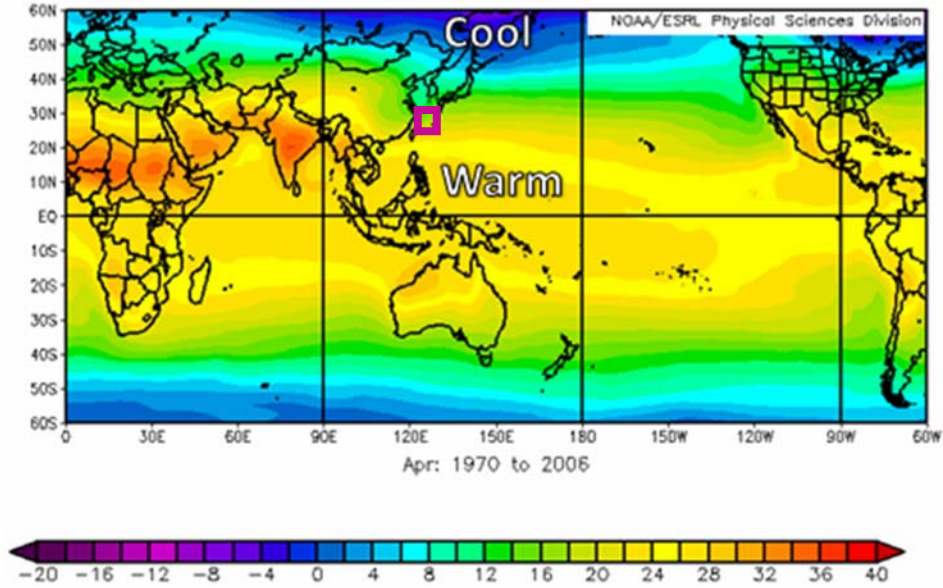 60N
NOAA/ESRL Physical Sciences Division
Cool
50N
40N
30N
20N
10N
Warm
EQ
10S
20S
30S
40S
50S
60S
0 30E 60E 90E 120E 150E 180 150W 120W 90W 60W
Apr: 1970 to 2006
-20 -16 -12 -8 -4 0 4 8 12 16 20 24 28 32 36 40